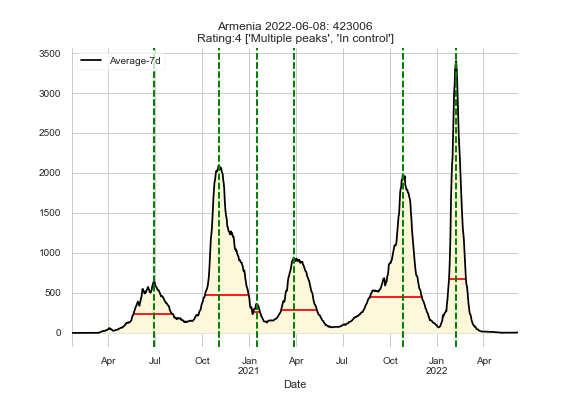 Armenia 2022-06-08: 423006
Rating:4 ['Multiple peaks', 'In control']
Average-7d
3500
3000
2500
2000
1500
1000
500
0
Apr Jul Oct Jan Apr Jul Oct Jan Apr
2021 2022
Date